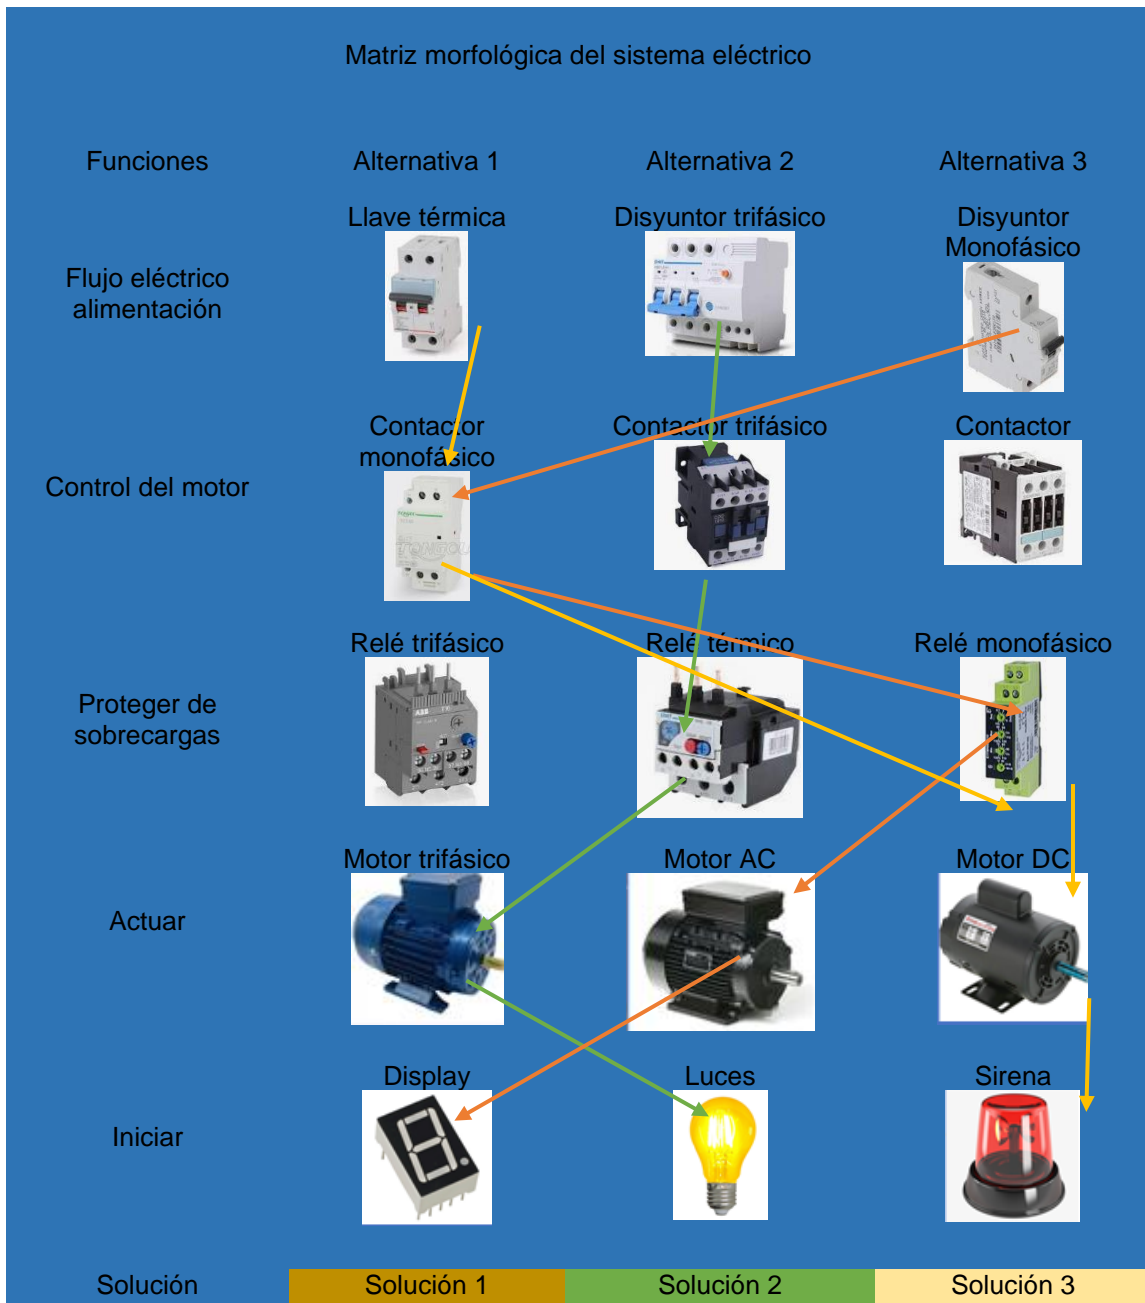 Matriz morfológica del sistema eléctrico
Funciones
Alternativa 1
Alternativa 2
Alternativa 3
Flujo eléctrico
alimentación
Llave térmica
Disyuntor trifásico
Disyuntor
Monofásico
Control del motor
Contactor
monofásico
Contactor trifásico
Contactor
Proteger de
sobrecargas
Relé trifásico
Relé térmico
Relé monofásico
ABB
Actuar
Motor trifásico
Motor AC
Motor DC
Iniciar
Display
Luces
Sirena
Solución
Solución 1
Solución 2
Solución 3